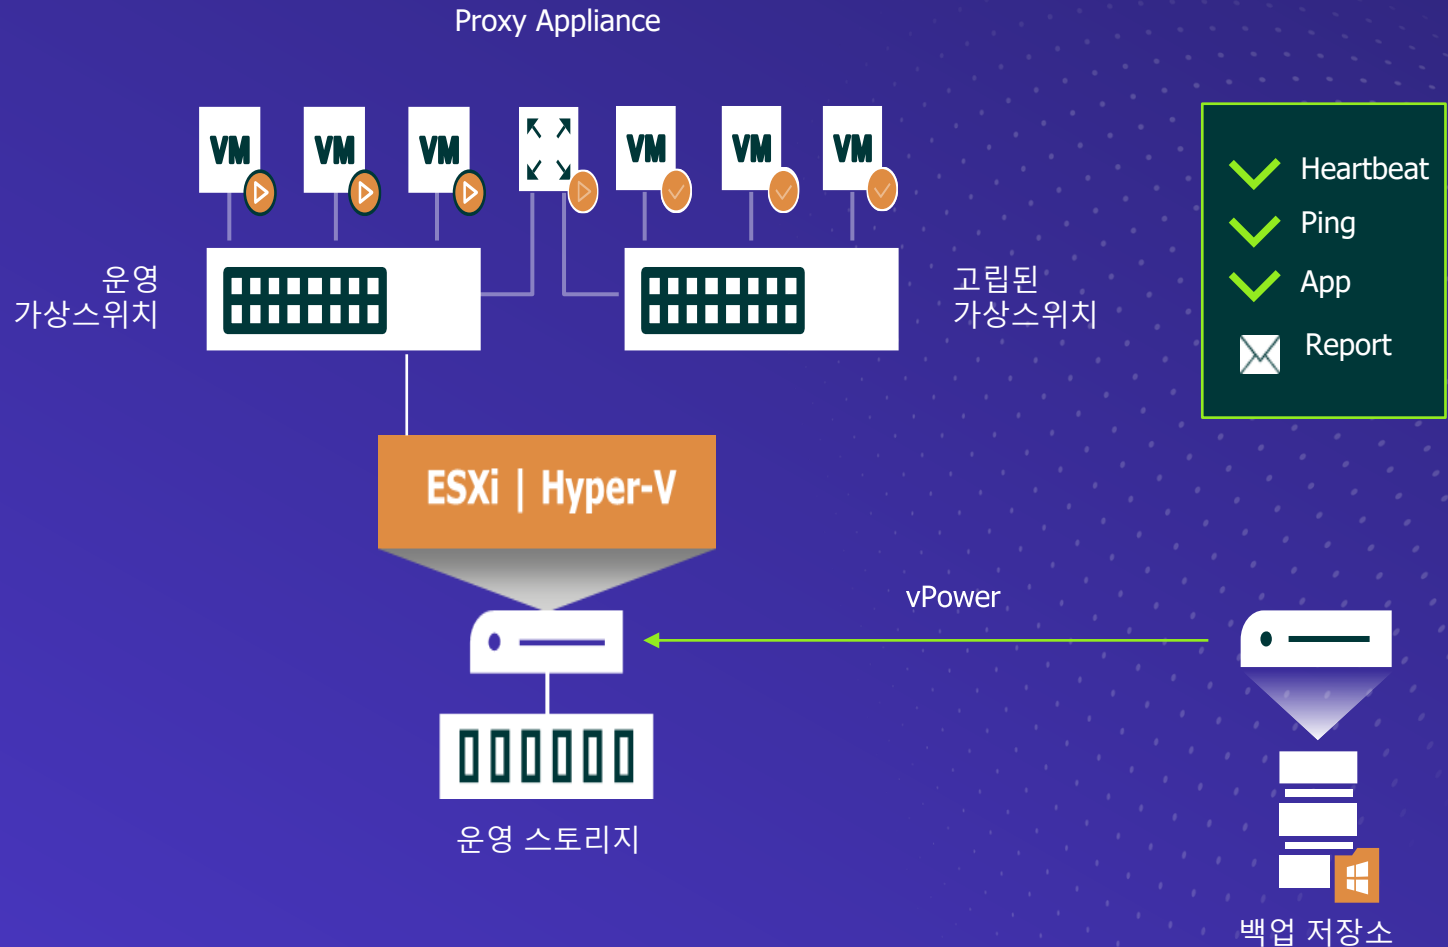 Proxy Appliance
VM
VM
VM
VM
VM
VM
운영
가상스위치
고립된
가상스위치
Heartbeat
Ping
App
Report
ESXi | Hyper-V
vPower
운영 스토리지
백업 저장소